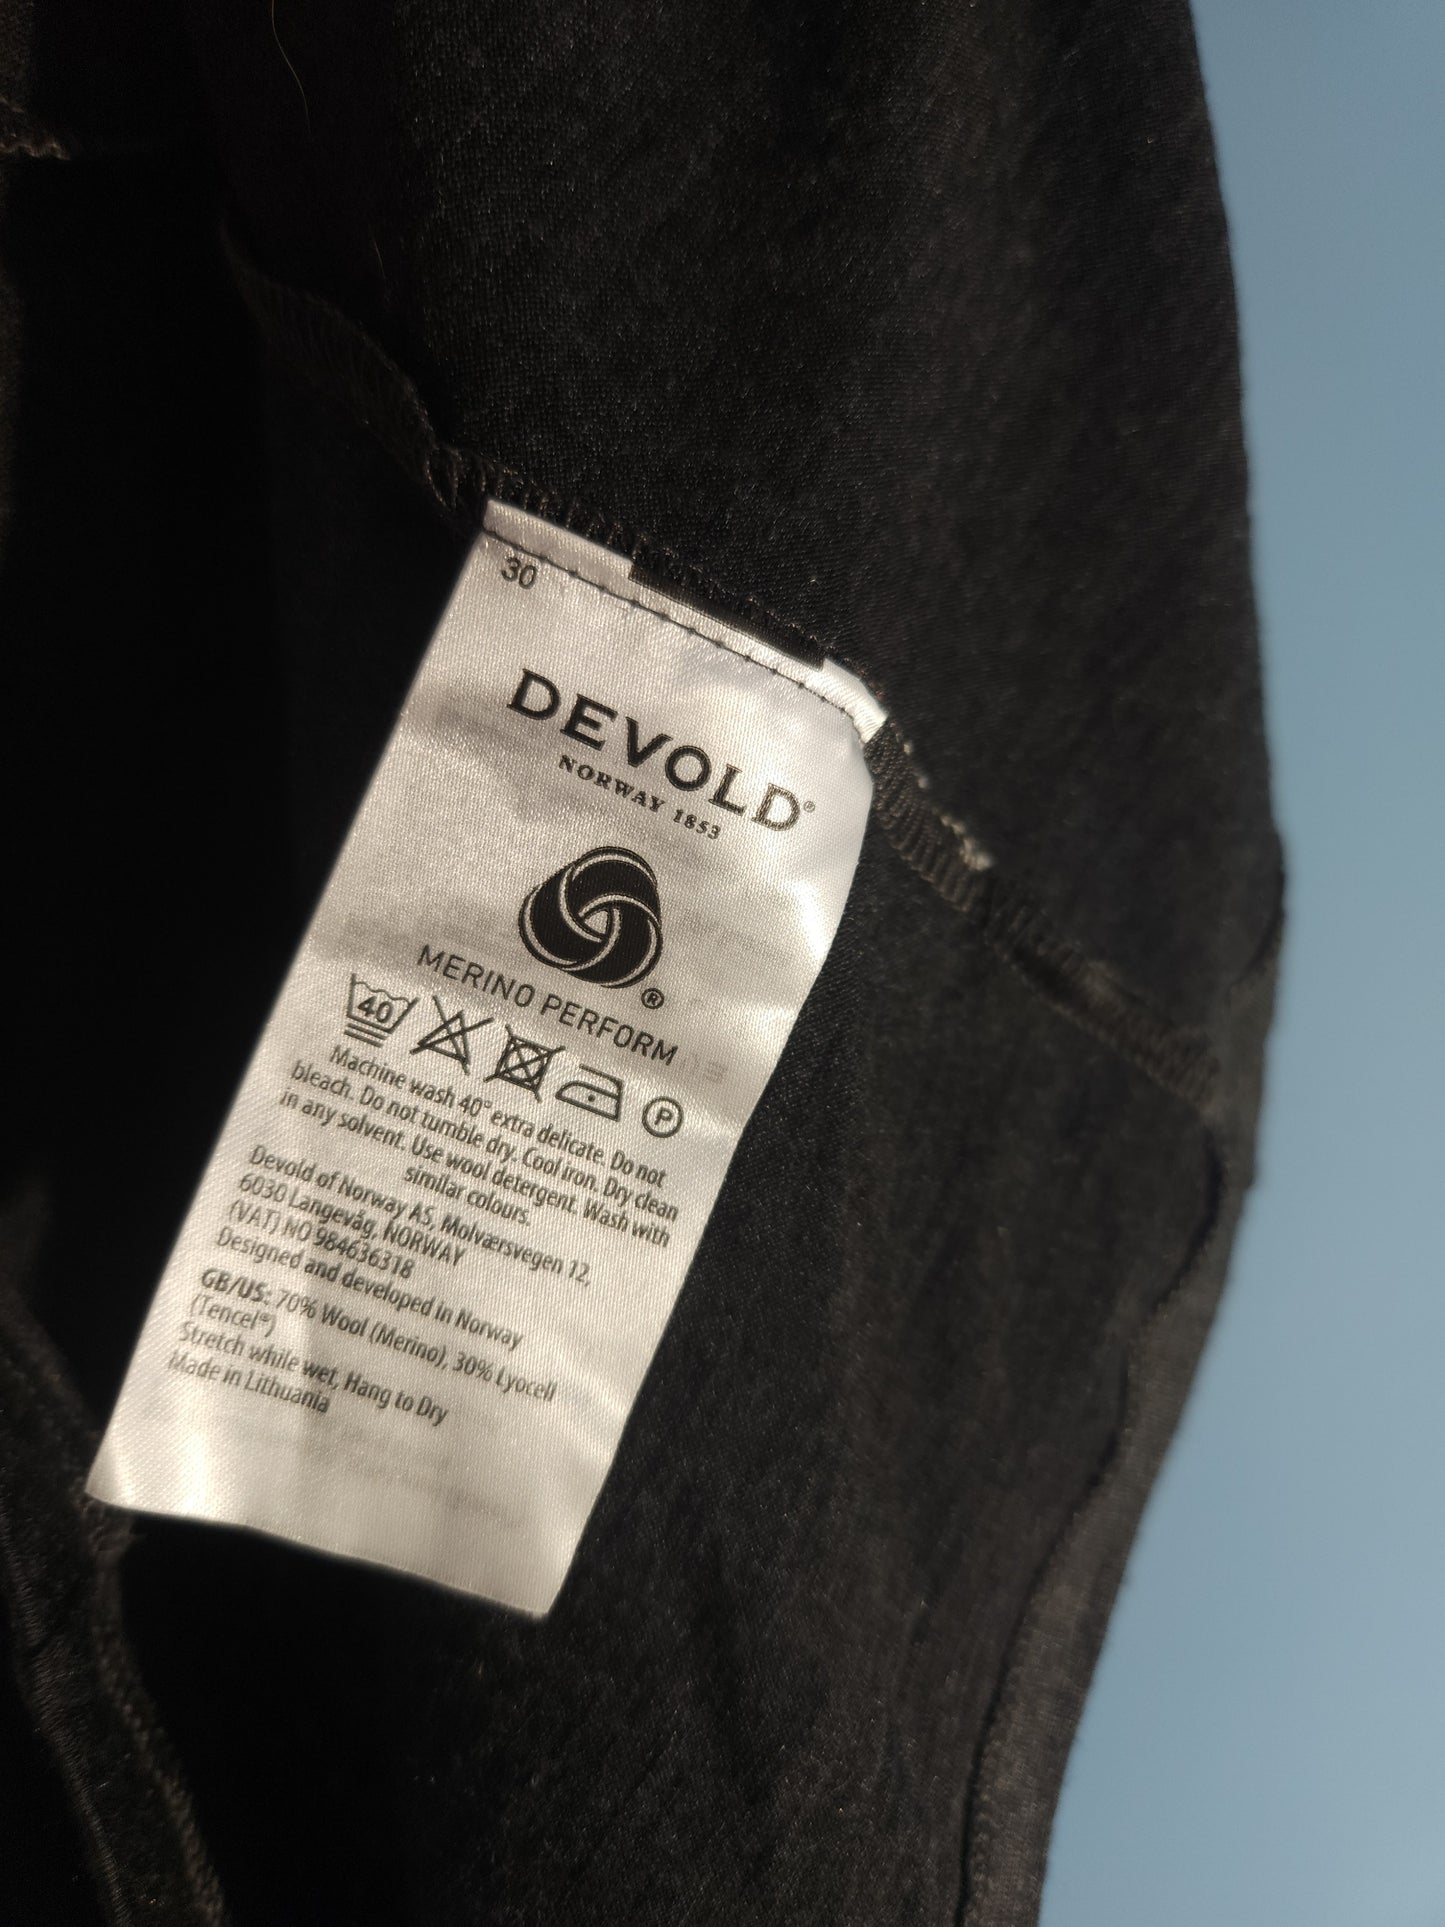 30
DEVOLD®
NORWAY 1853
®
MERINO PERFORM
40
P
Machine wash 40° extra delicate. Do not
bleach. Do not tumble dry. Cool iron. Dry clean
in any solvent. Use wool detergent. Wash with
similar colours.
Devold of Norway AS, Molværsvegen 12,
6030 Langevåg, NORWAY
(VAT) NO 984636318
Designed and developed in Norway
GB/US: 70% Wool (Merino), 30% Lyocell
(Tencel®)
Stretch while wet, Hang to Dry
Made in Lithuania